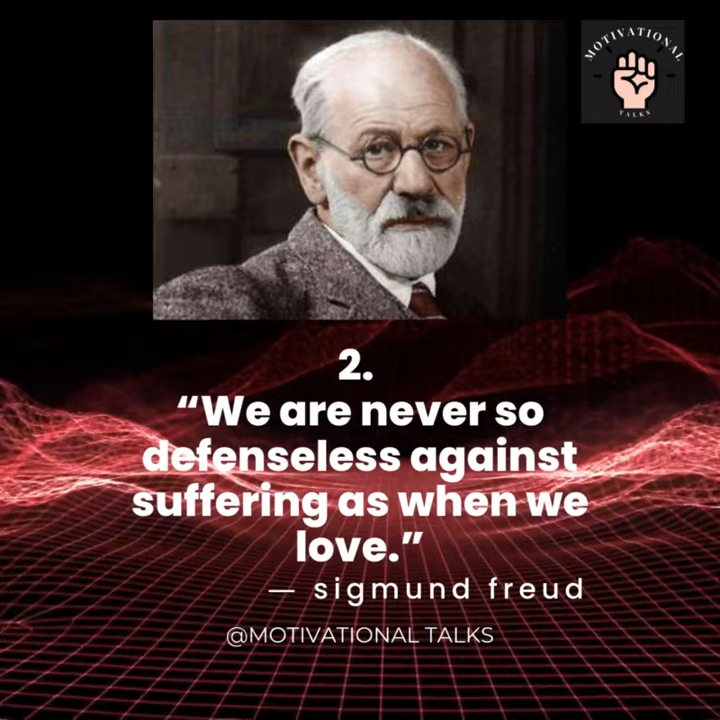 MOTIVATIONAL
TALKS
2.
“We are never so
defenseless against
suffering as when we
love.”
— sigmund freud
@MOTIVATIONAL TALKS